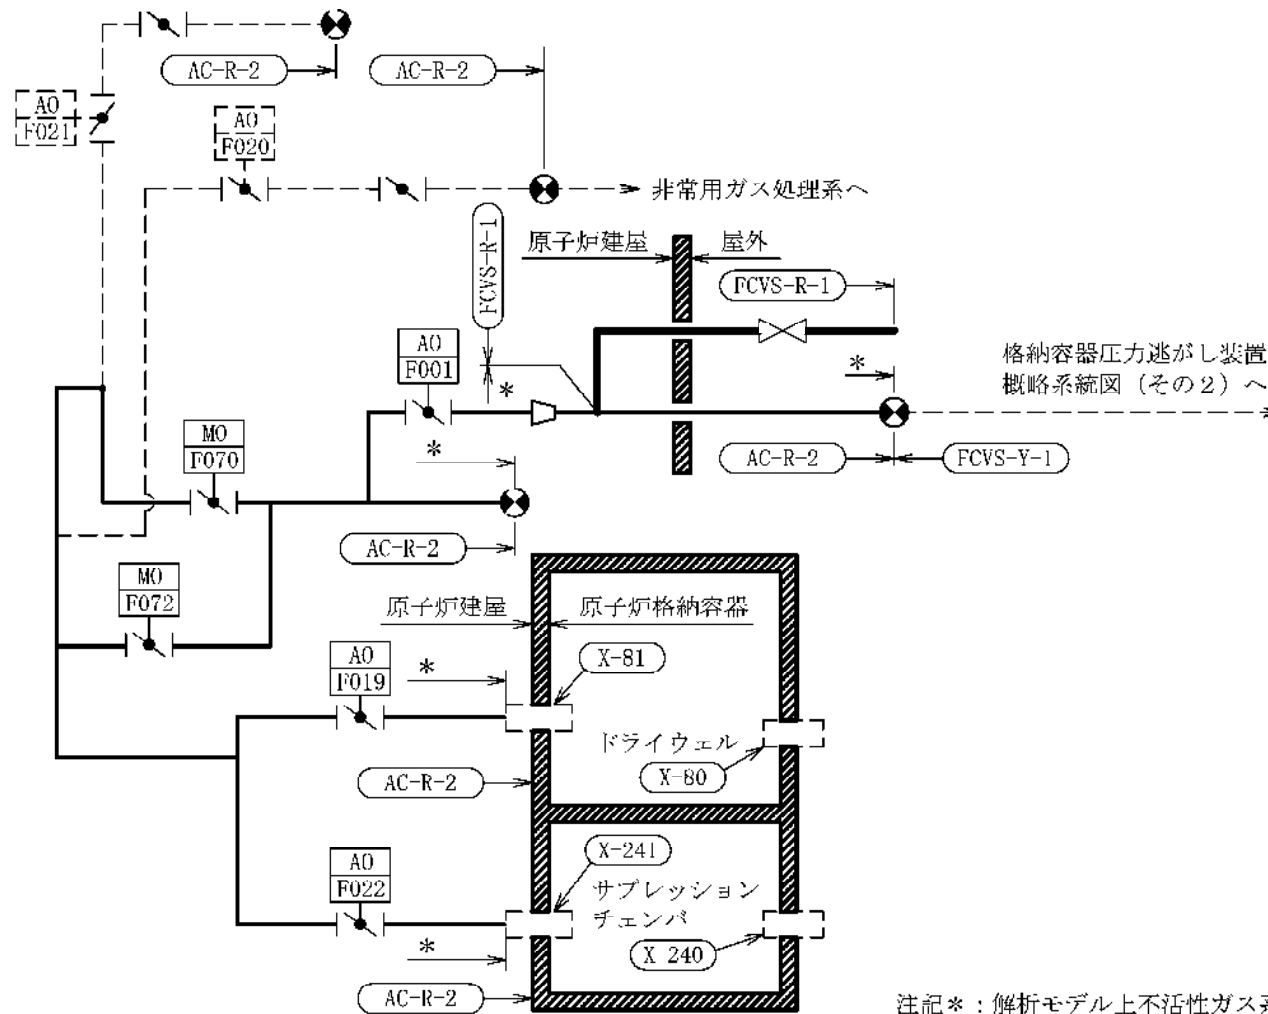 AC-R-2
AC-R-2
AO
F021
AO
F020
非常用ガス処理系へ
FCVS-R-1
原子炉建屋
屋外
FCVS-R-1
AO
F001
*
*
格納容器圧力逃がし装置
概略系統図（その2）へ
MO
F070
*
AC-R-2
FCVS-Y-1
AC-R-2
MO
F072
原子炉建屋
原子炉格納容器
X-81
AO
F019
*
ドライウェル
X-80
AC-R-2
X-241
AO
F022
サプレッション
チェンバ
X 240
*
AC-R-2
注記*：解析モデル上不活性ガス